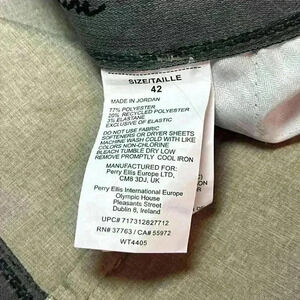 SIZE/TAILLE
42
MADE IN JORDAN
77% POLYESTER
20% RECYCLED POLYESTER
3% ELASTANE
EXCLUSIVE OF ELASTIC
DO NOT USE FABRIC
SOFTENERS OR DRYER SHEETS
MACHINE WASH COLD WITH LIKE
COLORS NON-CHLORINE
BLEACH TUMBLE DRY LOW
REMOVE PROMPTLY COOL IRON
MANUFACTURED FOR:
Perry Ellis Europe LTD,
CM8 3DJ, UK
Perry Ellis International Europe
Olympic House
Pleasants Street
Dublin 8, Ireland
UPC# 717312827712
RN# 37763 / CA# 55972
WT4405